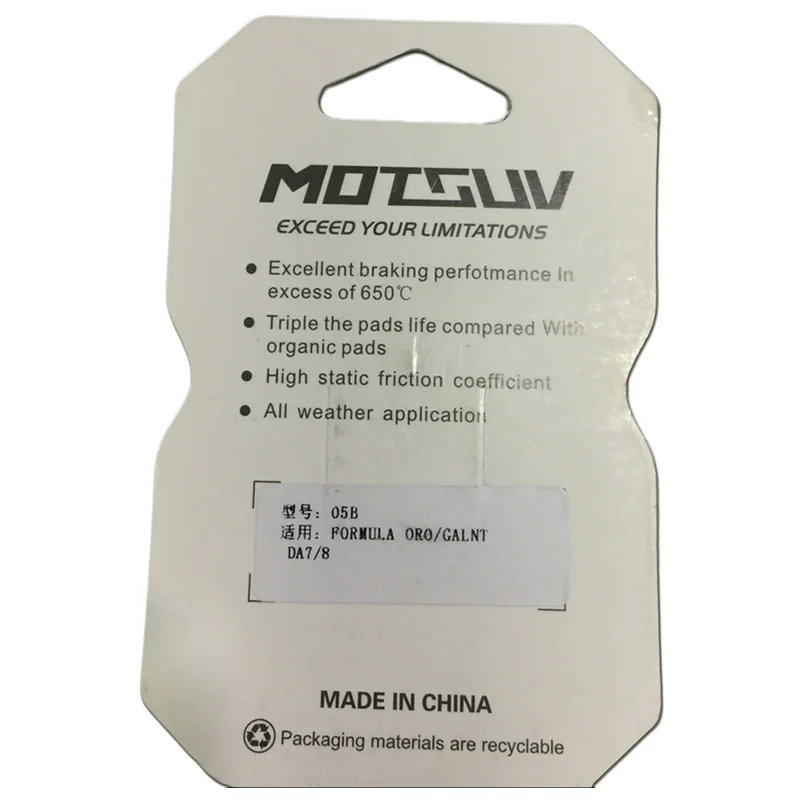 MOTSUV
EXCEED YOUR LIMITATIONS
● Excellent braking perfotmance In
excess of 650℃
● Triple the pads life compared With
organic pads
● High static friction coefficient
● All weather application
型号: 05B
适用: FORMULA ORO/GALNT
DA7/8
MADE IN CHINA
Packaging materials are recyclable